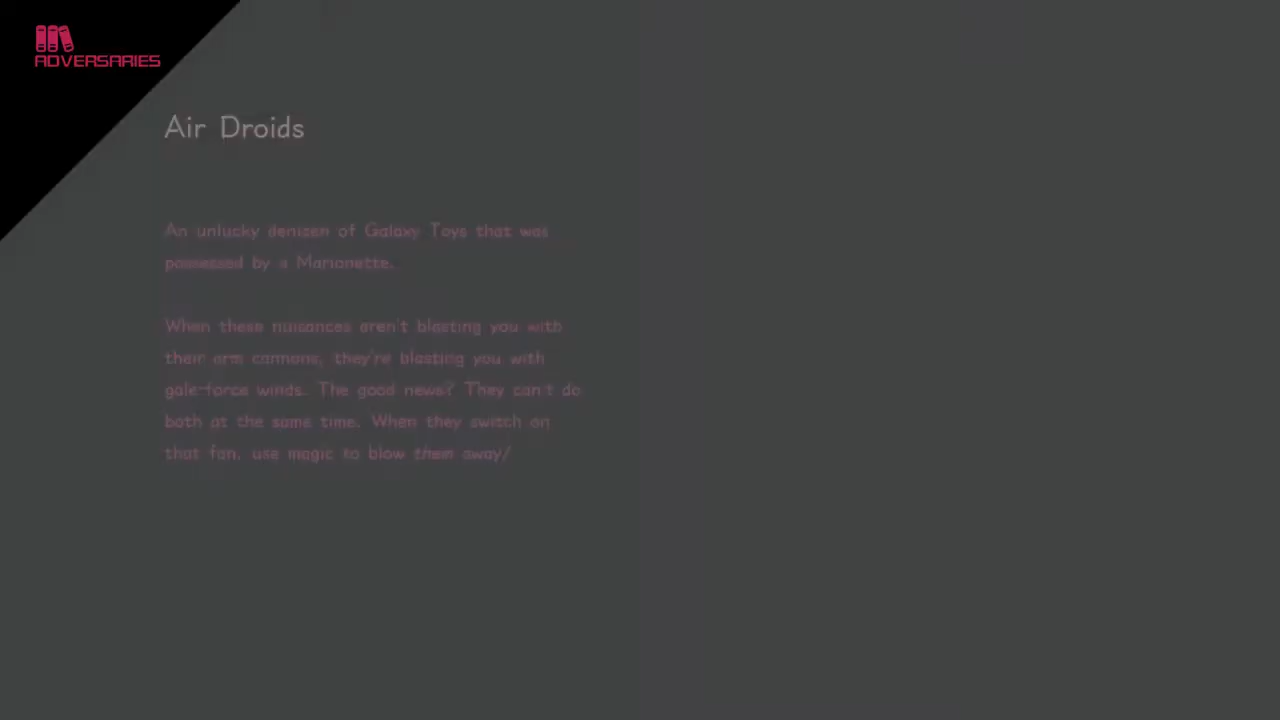 ADVERSARIES
Air Droids
An unlucky denizen of Galaxy Toys that was
possessed by a Marionette.
When these nuisances aren't blasting you with
their arm cannons, they're blasting you with
gale-force winds. The good news? They can't do
both at the same time. When they switch on
that fan, use magic to blow them away!